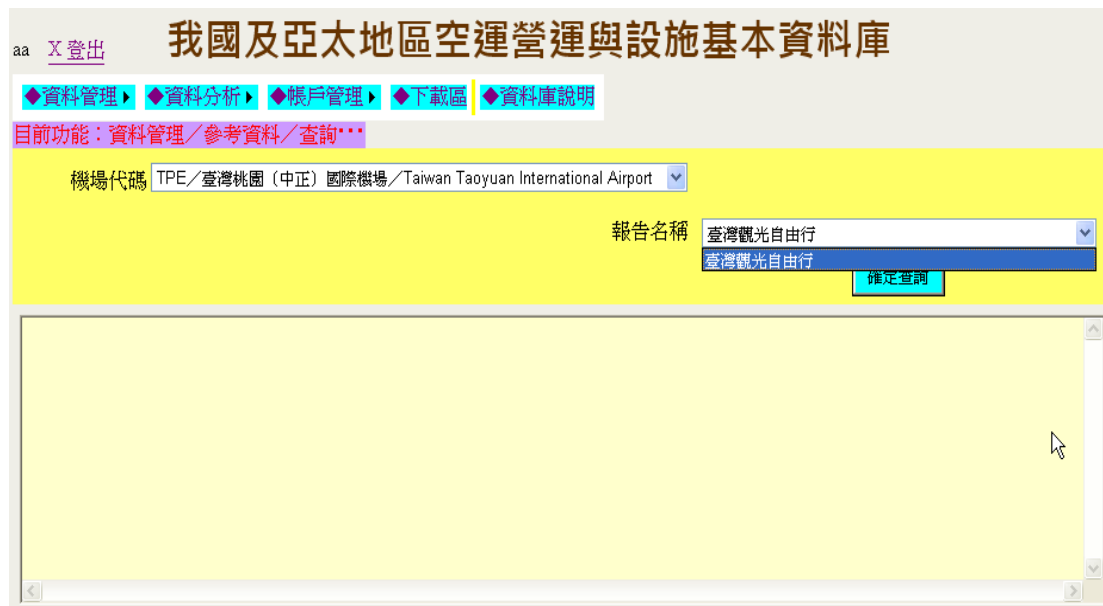 aa X 登出 我國及亞太地區空運營運與設施基本資料庫
◆資料管理▶ ◆資料分析▶ ◆帳戶管理▶ ◆下載區 ◆資料庫說明
目前功能：資料管理／參考資料／查詢…
機場代碼 TPE／臺灣桃園（中正）國際機場／Taiwan Taoyuan International Airport
報告名稱 臺灣觀光自由行
臺灣觀光自由行
確定查詢